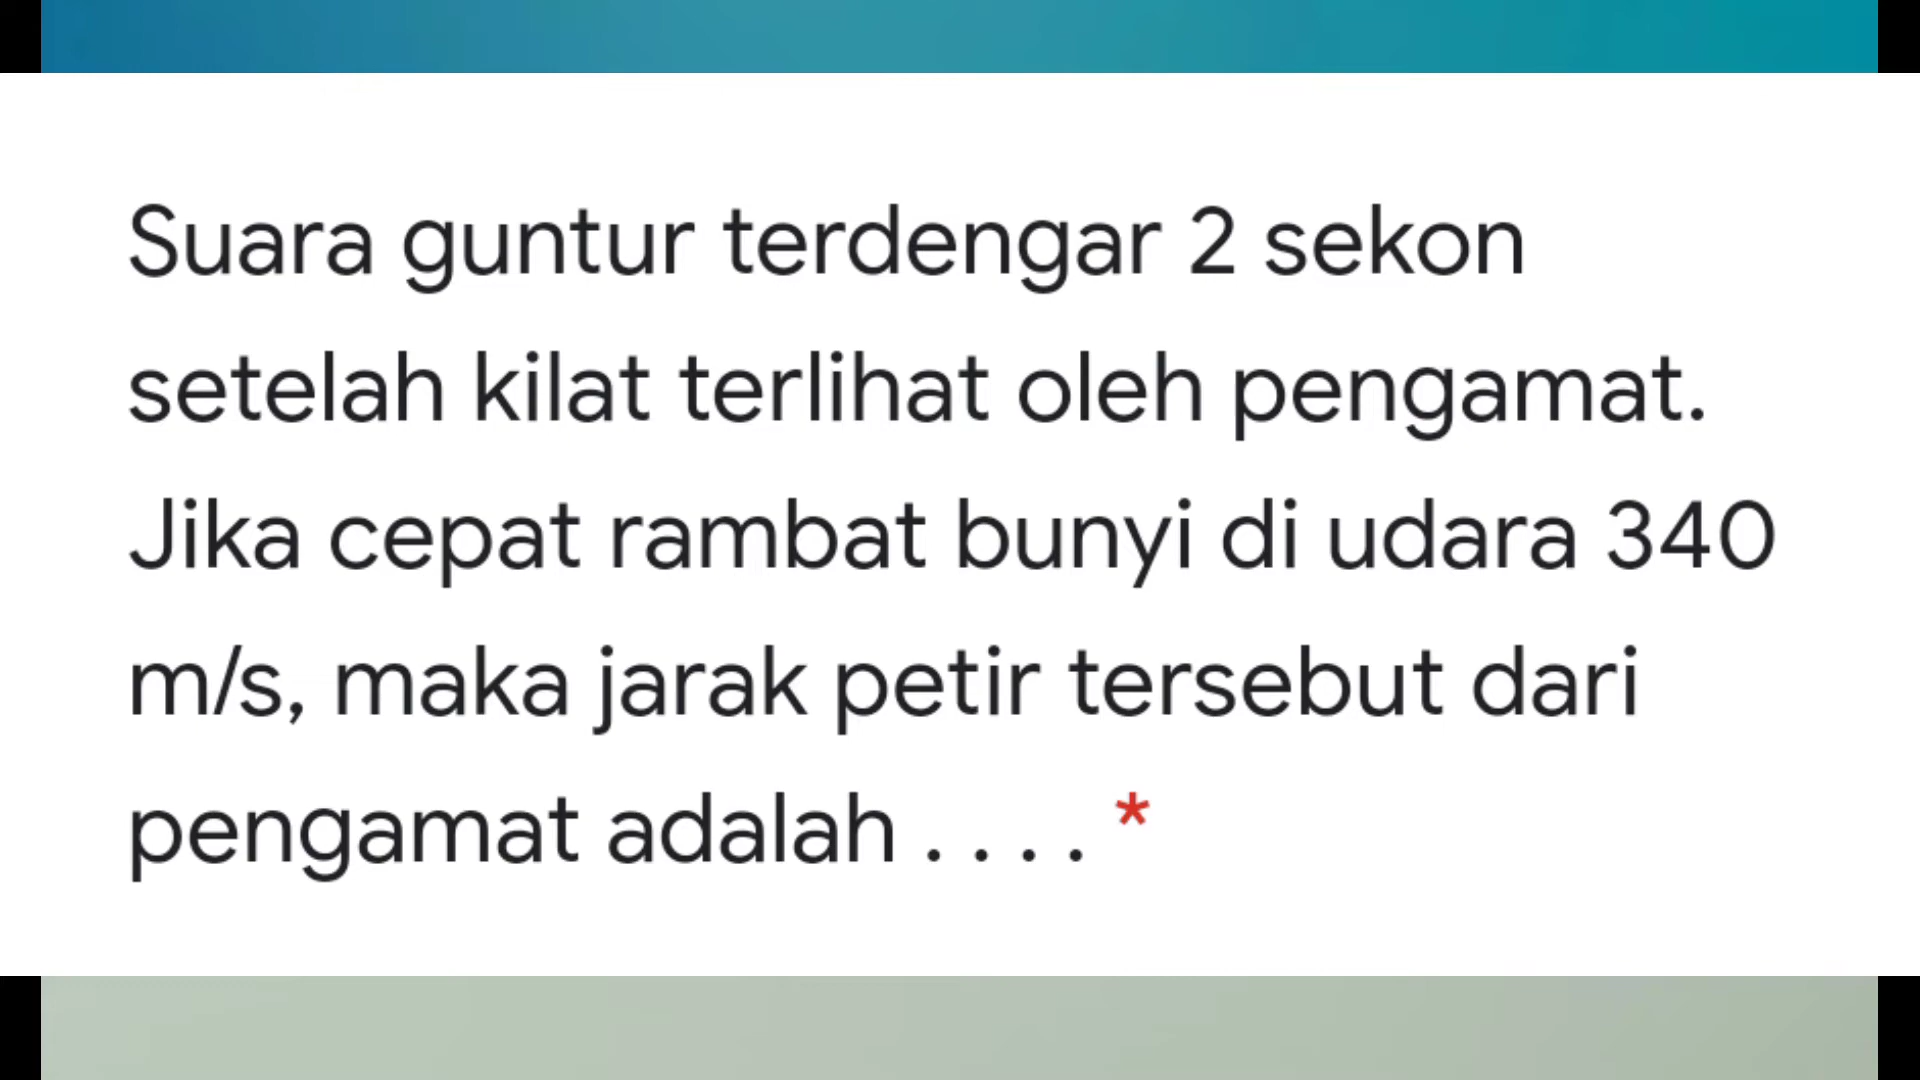 Suara guntur terdengar 2 sekon
setelah kilat terlihat oleh pengamat.
Jika cepat rambat bunyi di udara 340
m/s, maka jarak petir tersebut dari
pengamat adalah . . . . *